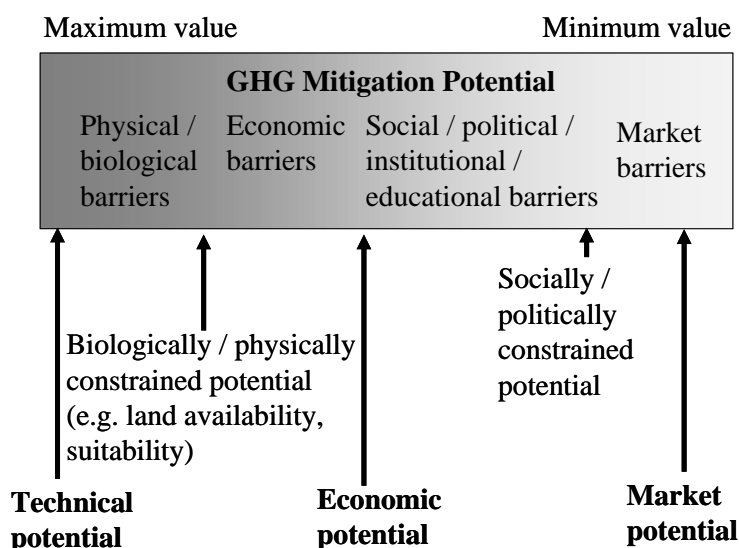 Maximum value
Minimum value
GHG Mitigation Potential
Physical /
biological
barriers
Economic
barriers
Social / political /
institutional /
educational barriers
Market
barriers
Biologically / physically
constrained potential
(e.g. land availability,
suitability)
Socially /
politically
constrained
potential
Technical
potential
Economic
potential
Market
potential